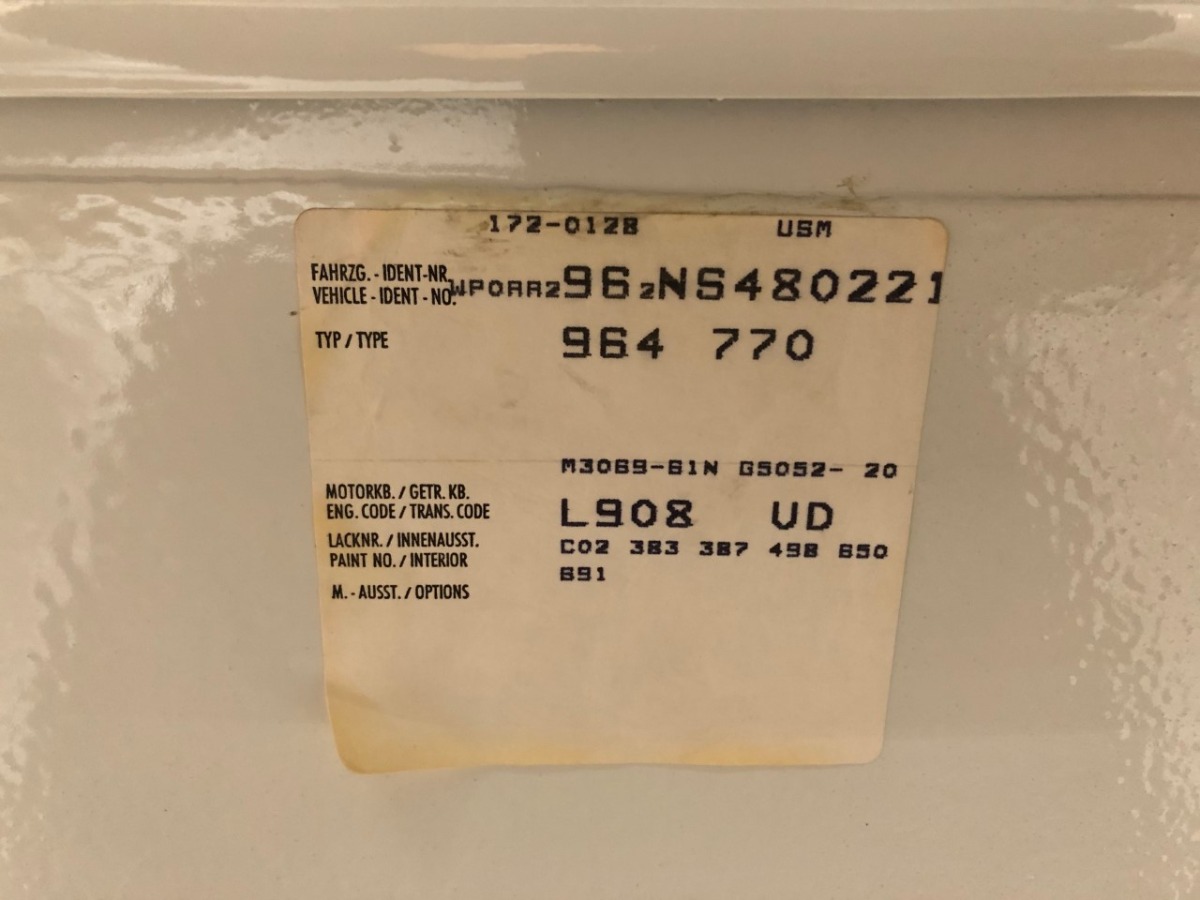 172-0128 USM
FAHRZG. - IDENT-NR.
VEHICLE - IDENT - NO. WP0AA2962NS480221
TYP / TYPE 964 770
M3069-61N G5052- 20
MOTORKB. / GETR. KB.
ENG. CODE / TRANS. CODE L908 VD
LACKNR. / INNENAUSST. C02 383 387 498 650
PAINT NO. / INTERIOR
691
M. - AUSST. / OPTIONS